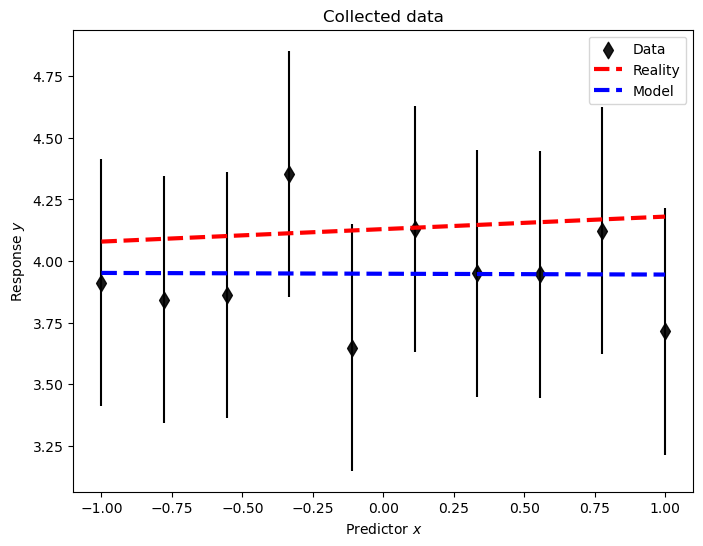 Collected data
Data
Reality
Model
4.75
4.50
4.25
4.00
3.75
3.50
3.25
Response y
−1.00 −0.75 −0.50 −0.25 0.00 0.25 0.50 0.75 1.00
Predictor x